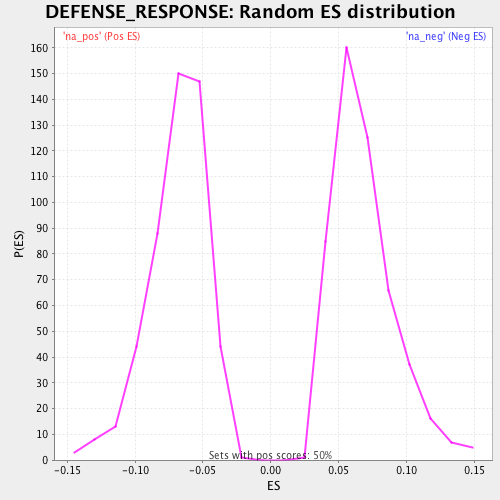 DEFENSE_RESPONSE: Random ES distribution
'na_pos' (Pos ES) 'na_neg' (Neg ES)
160
150
140
130
120
110
100
90
80
70
60
50
40
30
20
10
0
P(ES)
Sets with pos scores: 50%
-0.15 -0.10 -0.05 0.00 0.05 0.10 0.15
ES